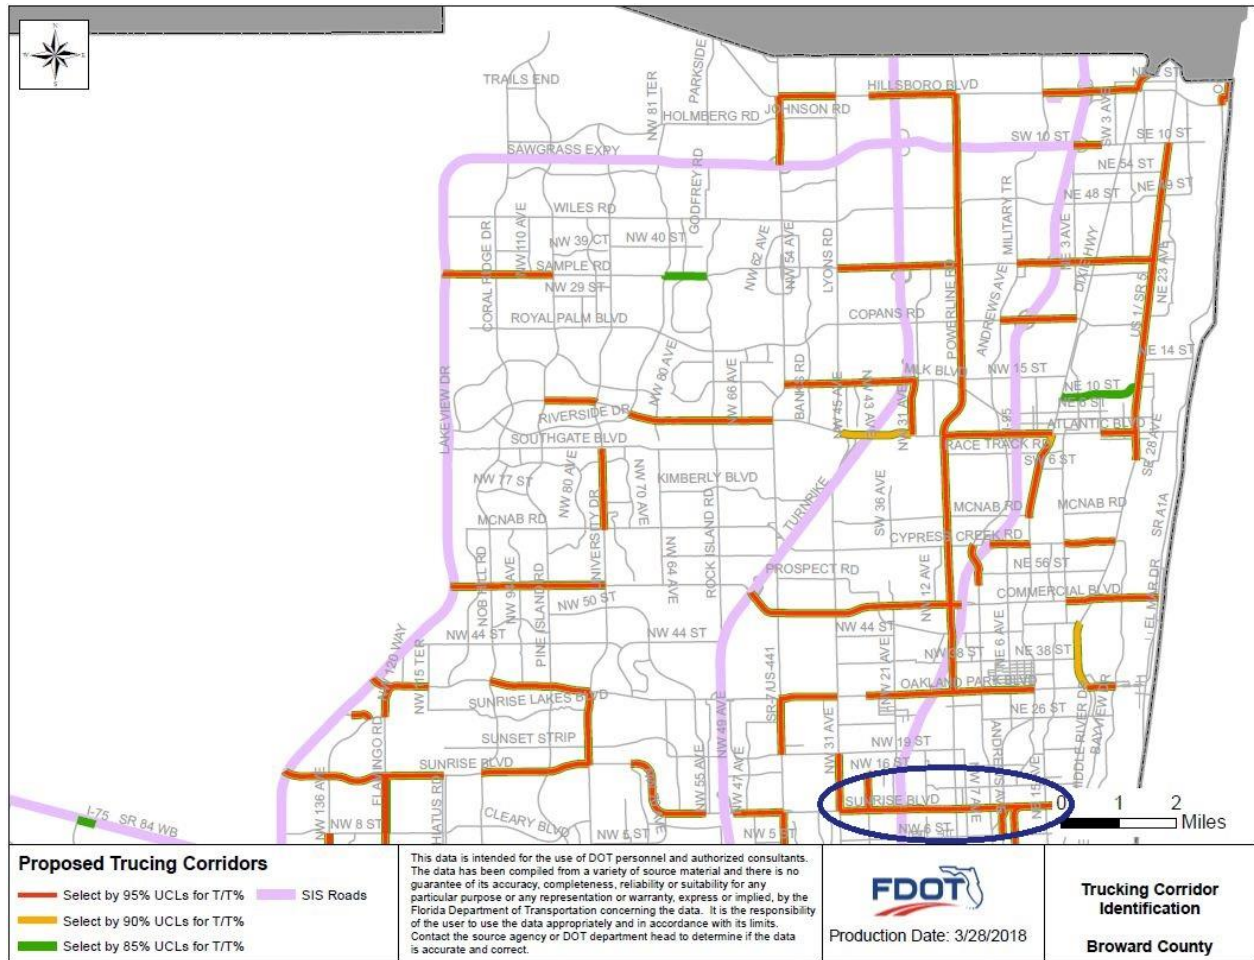 TRAILS END
NW 81 TER
PARKSIDE
HILLSBORO BLVD
HOLMBERG RD
JOHNSON RD
SW 10 ST
SW 3 AVE
SE 10 ST
SAWGRASS EXPY
NE 54 ST
NE 48 ST
WILES RD
GODFREY RD
MILITARY TR
CORAL RIDGE DR
NW 110 AVE
NW 39 CT
NW 40 ST
NW 62 AVE
NW 54 AVE
LYONS RD
NE 3 AVE
DIXIE HWY
NE 23 AVE
SAMPLE RD
NW 29 ST
POWERLINE RD
ANDREWS AVE
US 1 / SR 5
ROYAL PALM BLVD
COPANS RD
NE 14 ST
LAKEVIEW DR
NW 80 AVE
NW 66 AVE
BANKS RD
NW 45 AVE
NW 43 AVE
NW 31 AVE
MLK BLVD
NW 15 ST
I-95
NE 10 ST
NE 6 ST
RIVERSIDE DR
ATLANTIC BLVD
SOUTHGATE BLVD
RACE TRACK RD
SW 6 ST
SE 28 AVE
NW 77 ST
NW 80 AVE
NW 70 AVE
KIMBERLY BLVD
TURNPIKE
SW 36 AVE
MCNAB RD
UNIVERSITY DR
ROCK ISLAND RD
MCNAB RD
MCNAB RD
SR A1A
CYPRESS CREEK RD
NOB HILL RD
NW 94 AVE
PINE ISLAND RD
NW 64 AVE
PROSPECT RD
NW 12 AVE
NE 56 ST
COMMERCIAL BLVD
EL MAR DR
NW 50 ST
NW 120 WAY
NW 44 ST
NW 44 ST
NW 44 ST
NW 38 ST
NE 6 AVE
NE 38 ST
NW 115 TER
SR-7/US-441
NW 21 AVE
OAKLAND PARK BLVD
SUNRISE LAKES BLVD
NE 26 ST
MIDDLE RIVER DR
BAYVIEW DR
FLAMINGO RD
SUNSET STRIP
NW 49 AVE
NW 31 AVE
NW 19 ST
ANDREWS AVE
SUNRISE BLVD
NW 16 ST
NW 136 AVE
HIATUS RD
NW 55 AVE
NW 47 AVE
SUNRISE BLVD
NW 7 AVE
NE 15 AVE
I-75
SR 84 WB
NW 8 ST
CLEARY BLVD
NW 5 ST
NW 5 ST
NW 6 ST
0 1 2
Miles
Proposed Trucing Corridors
Select by 95% UCLs for T/T%
SIS Roads
Select by 90% UCLs for T/T%
Select by 85% UCLs for T/T%
This data is intended for the use of DOT personnel and authorized consultants.
The data has been compiled from a variety of source material and there is no
guarantee of its accuracy, completeness, reliability or suitability for any
particular purpose or any representation or warranty, express or implied, by the
Florida Department of Transportation concerning the data. It is the responsibility
of the user to use the data appropriately and in accordance with its limits.
Contact the source agency or DOT department head to determine if the data
is accurate and correct.
FDOT
Production Date: 3/28/2018
Trucking Corridor
Identification
Broward County